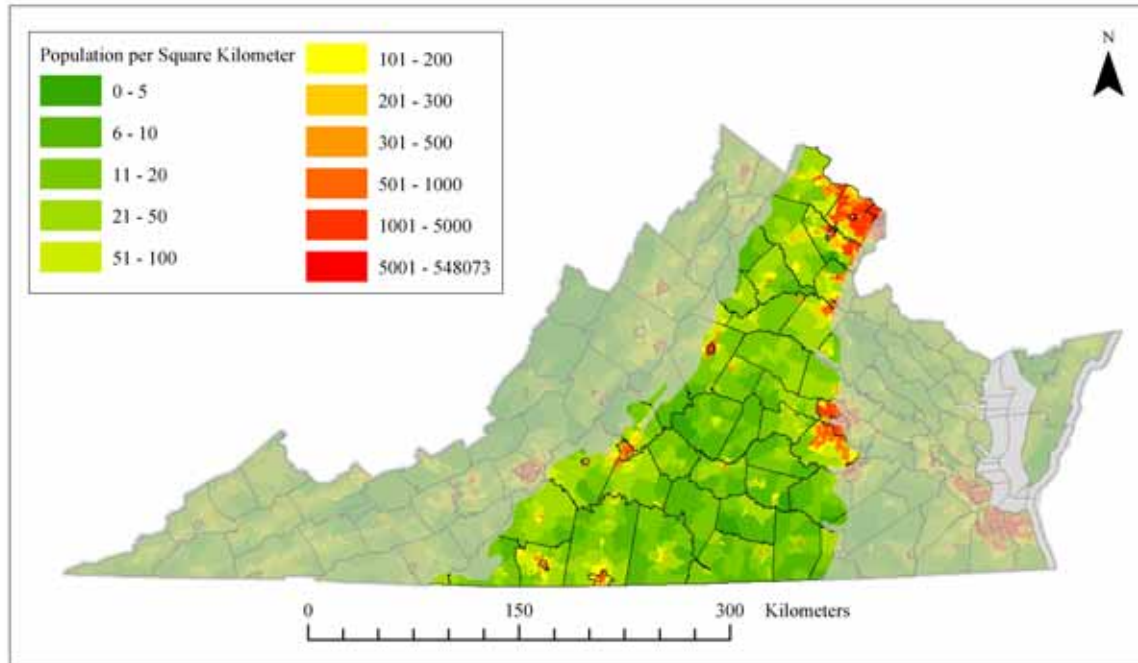 Population per Square Kilometer
0 - 5
6 - 10
11 - 20
21 - 50
51 - 100
101 - 200
201 - 300
301 - 500
501 - 1000
1001 - 5000
5001 - 548073
N
0 150 300 Kilometers